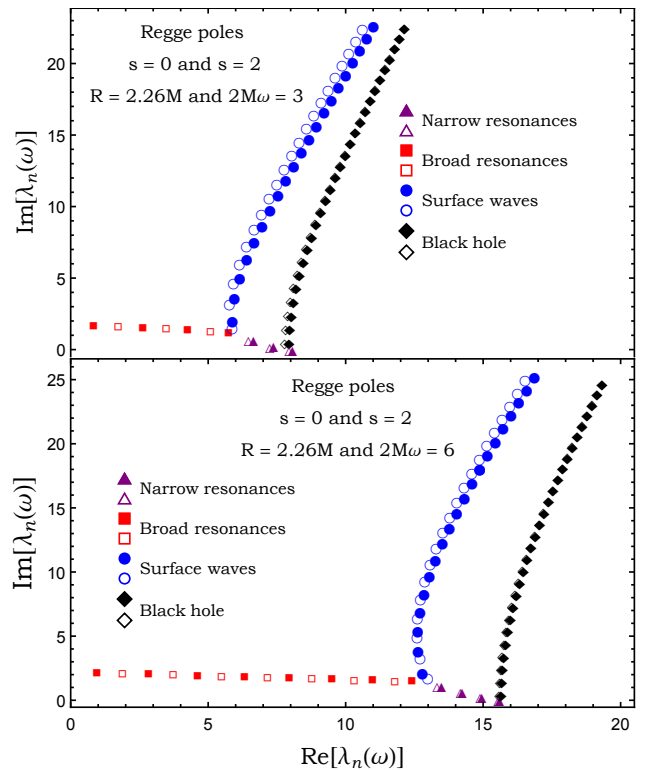 Regge poles
s = 0 and s = 2
R = 2.26M and 2Mω = 3
Narrow resonances
Broad resonances
Surface waves
Black hole
Im[λn(ω)]
20
15
10
5
0
Regge poles
s = 0 and s = 2
R = 2.26M and 2Mω = 6
Narrow resonances
Broad resonances
Surface waves
Black hole
Im[λn(ω)]
25
20
15
10
5
0
0 5 10 15 20
Re[λn(ω)]